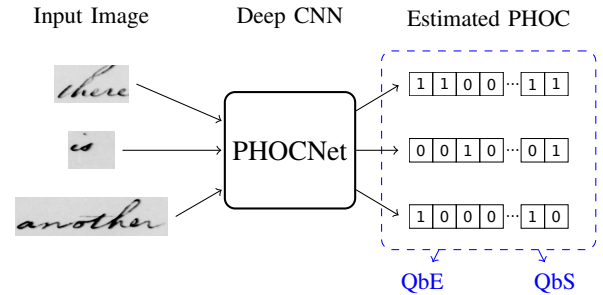 Input Image Deep CNN Estimated PHOC
there 1 1 0 0 ... 1 1
is PHOCNet 0 0 1 0 ... 0 1
another 1 0 0 0 ... 1 0
QbE QbS